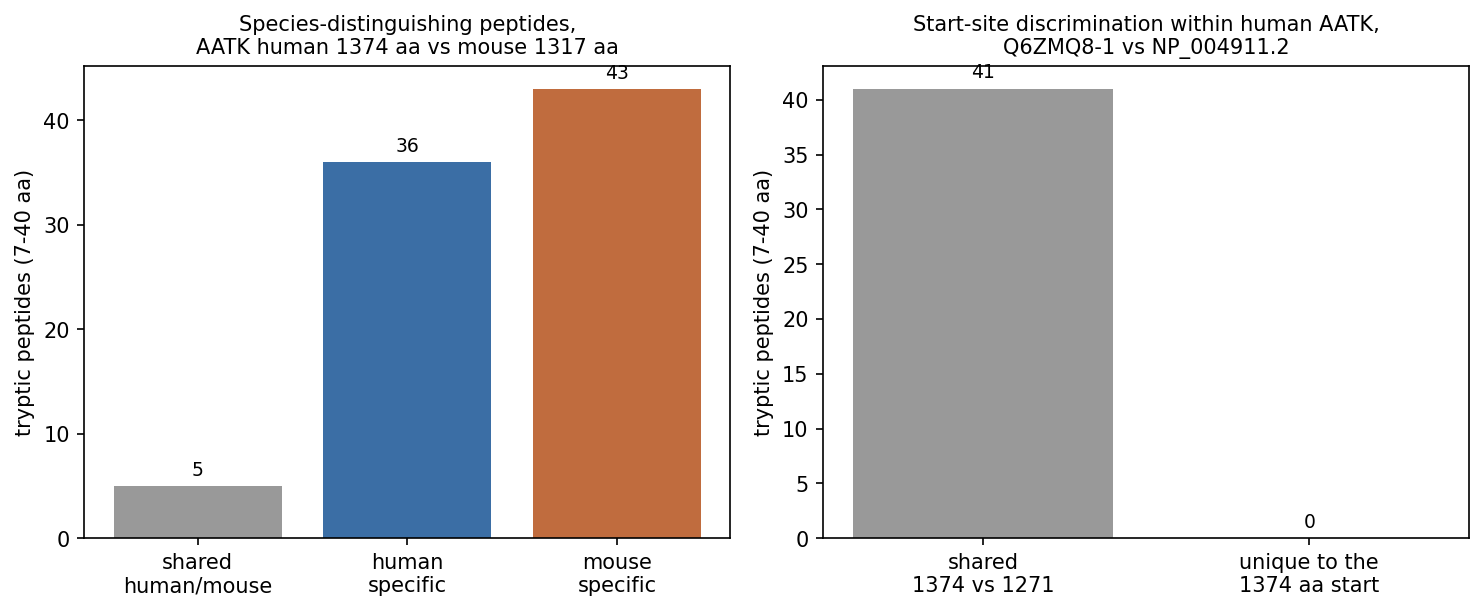 Species-distinguishing peptides,
AATK human 1374 aa vs mouse 1317 aa
tryptic peptides (7-40 aa)
40
30
20
10
0
5
36
43
shared
human/mouse
human
specific
mouse
specific
Start-site discrimination within human AATK,
Q6ZMQ8-1 vs NP_004911.2
tryptic peptides (7-40 aa)
40
35
30
25
20
15
10
5
0
41
0
shared
1374 vs 1271
unique to the
1374 aa start